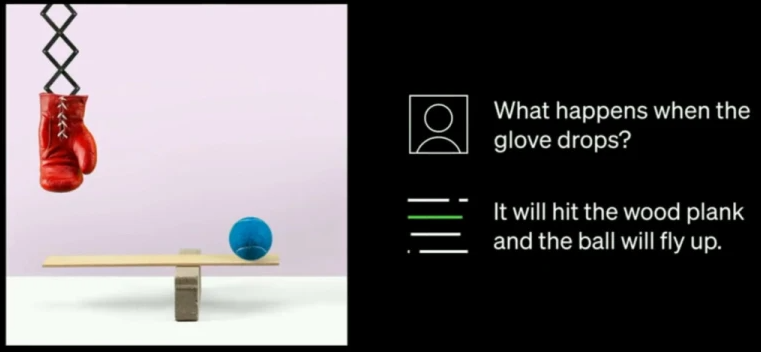 What happens when the
glove drops?
It will hit the wood plank
and the ball will fly up.